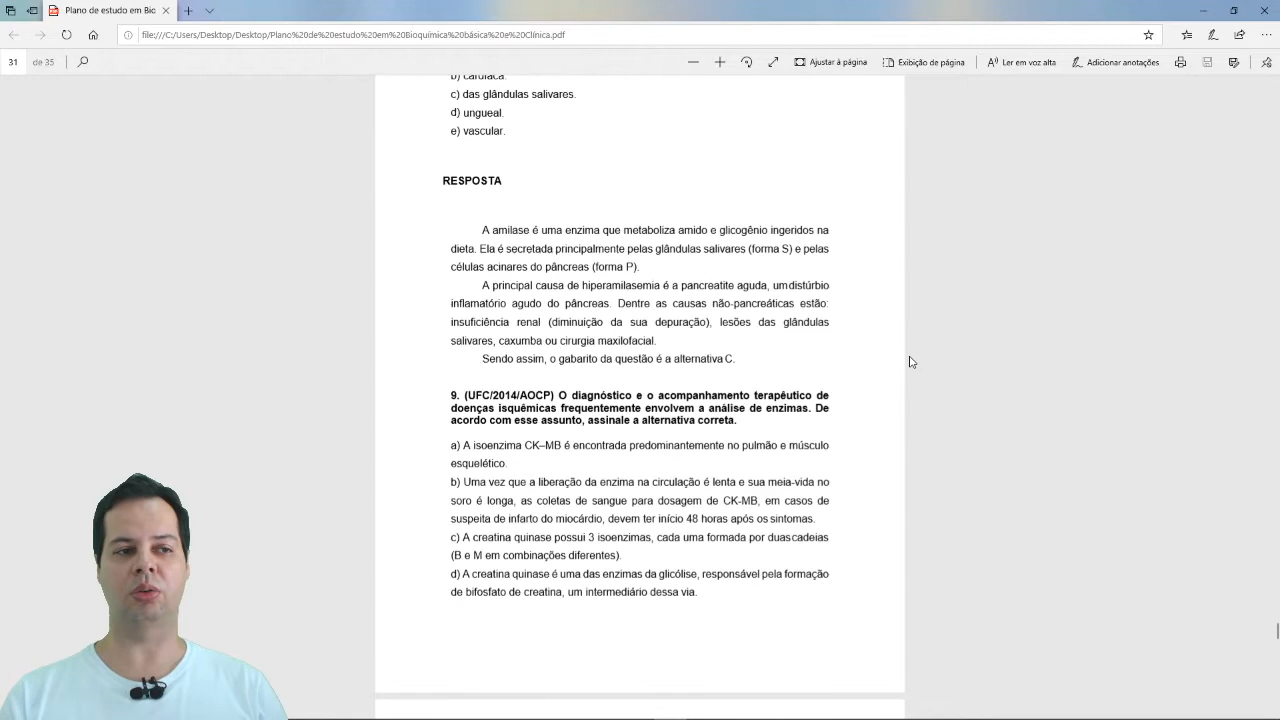 Plano de estudo em Bio
file:///C:/Users/Desktop/Desktop/Plano%20de%20estudo%20em%20Bioquímica%20básica%20e%20Clínica.pdf
31 de 35
Ajustar à página
Exibição de página
Ler em voz alta
Adicionar anotações
b) cardíaca.
c) das glândulas salivares.
d) ungueal.
e) vascular.
RESPOSTA
A amilase é uma enzima que metaboliza amido e glicogênio ingeridos na
dieta. Ela é secretada principalmente pelas glândulas salivares (forma S) e pelas
células acinares do pâncreas (forma P).
A principal causa de hiperamilasemia é a pancreatite aguda, um distúrbio
inflamatório agudo do pâncreas. Dentre as causas não-pancreáticas estão:
insuficiência renal (diminuição da sua depuração), lesões das glândulas
salivares, caxumba ou cirurgia maxilofacial.
Sendo assim, o gabarito da questão é a alternativa C.
9. (UFC/2014/AOCP) O diagnóstico e o acompanhamento terapêutico de
doenças isquêmicas frequentemente envolvem a análise de enzimas. De
acordo com esse assunto, assinale a alternativa correta.
a) A isoenzima CK–MB é encontrada predominantemente no pulmão e músculo
esquelético.
b) Uma vez que a liberação da enzima na circulação é lenta e sua meia-vida no
soro é longa, as coletas de sangue para dosagem de CK-MB, em casos de
suspeita de infarto do miocárdio, devem ter início 48 horas após os sintomas.
c) A creatina quinase possui 3 isoenzimas, cada uma formada por duas cadeias
(B e M em combinações diferentes).
d) A creatina quinase é uma das enzimas da glicólise, responsável pela formação
de bifosfato de creatina, um intermediário dessa via.